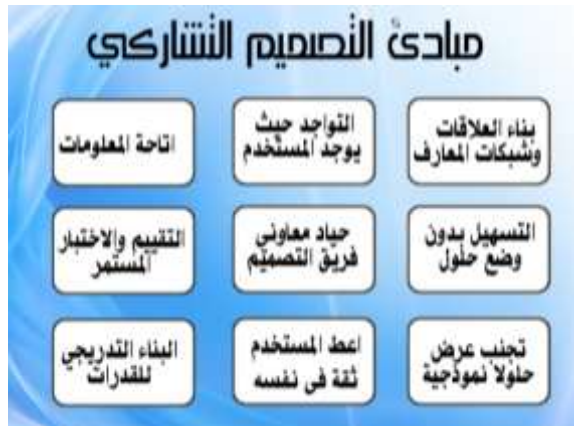 مبادئ التصميم التشاركي
بناء العلاقات
وشبكات المعارف
التواجد حيث
يوجد المستخدم
اتاحة المعلومات
التسهيل بدون
وضع حلول
حياد معاونى
فريق التصميم
التقييم والاختبار
المستمر
تجنب عرض
حلولا نموذجية
اعط المستخدم
ثقة فى نفسه
البناء التدريجي
للقدرات